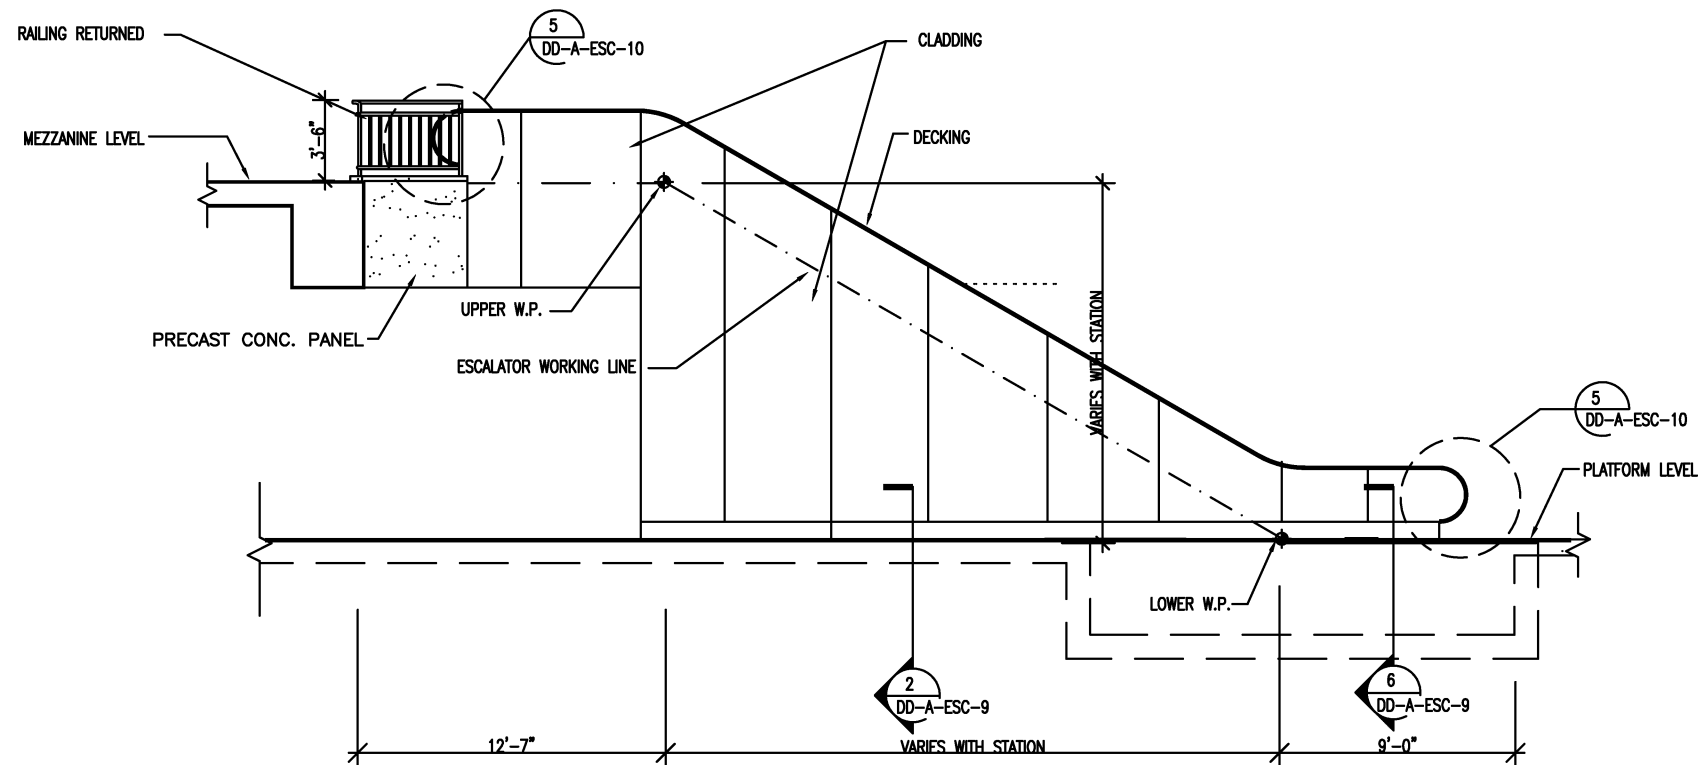 5
DD-A-ESC-10
RAILING RETURNED
CLADDING
3'-6"
MEZZANINE LEVEL
DECKING
UPPER W.P.
VARIES WITH STATION
PRECAST CONC. PANEL
ESCALATOR WORKING LINE
5
DD-A-ESC-10
PLATFORM LEVEL
LOWER W.P.
2
DD-A-ESC-9
6
DD-A-ESC-9
12'-7"
VARIES WITH STATION
9'-0"